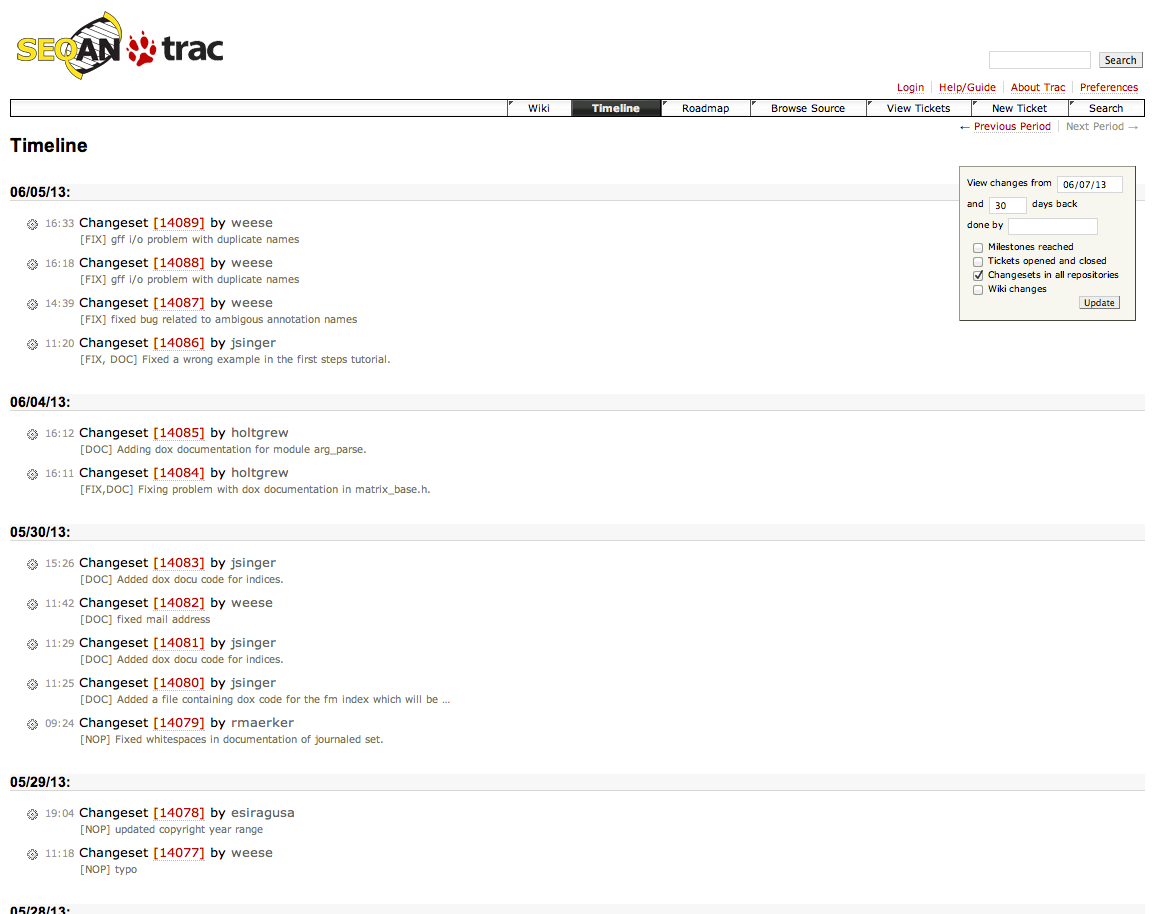 SEQAN trac
Search
Login Help/Guide About Trac Preferences
Wiki Timeline Roadmap Browse Source View Tickets New Ticket Search
← Previous Period Next Period →
Timeline
View changes from 06/07/13
and 30 days back
done by
Milestones reached
Tickets opened and closed
Changesets in all repositories
Wiki changes
Update
06/05/13:
16:33 Changeset [14089] by weese
[FIX] gff i/o problem with duplicate names
16:18 Changeset [14088] by weese
[FIX] gff i/o problem with duplicate names
14:39 Changeset [14087] by weese
[FIX] fixed bug related to ambigous annotation names
11:20 Changeset [14086] by jsinger
[FIX, DOC] Fixed a wrong example in the first steps tutorial.
06/04/13:
16:12 Changeset [14085] by holtgrew
[DOC] Adding dox documentation for module arg_parse.
16:11 Changeset [14084] by holtgrew
[FIX,DOC] Fixing problem with dox documentation in matrix_base.h.
05/30/13:
15:26 Changeset [14083] by jsinger
[DOC] Added dox docu code for indices.
11:42 Changeset [14082] by weese
[DOC] fixed mail address
11:29 Changeset [14081] by jsinger
[DOC] Added dox docu code for indices.
11:25 Changeset [14080] by jsinger
[DOC] Added a file containing dox code for the fm index which will be …
09:24 Changeset [14079] by rmaerker
[NOP] Fixed whitespaces in documentation of journaled set.
05/29/13:
19:04 Changeset [14078] by esiragusa
[NOP] updated copyright year range
11:18 Changeset [14077] by weese
[NOP] typo
05/28/13: